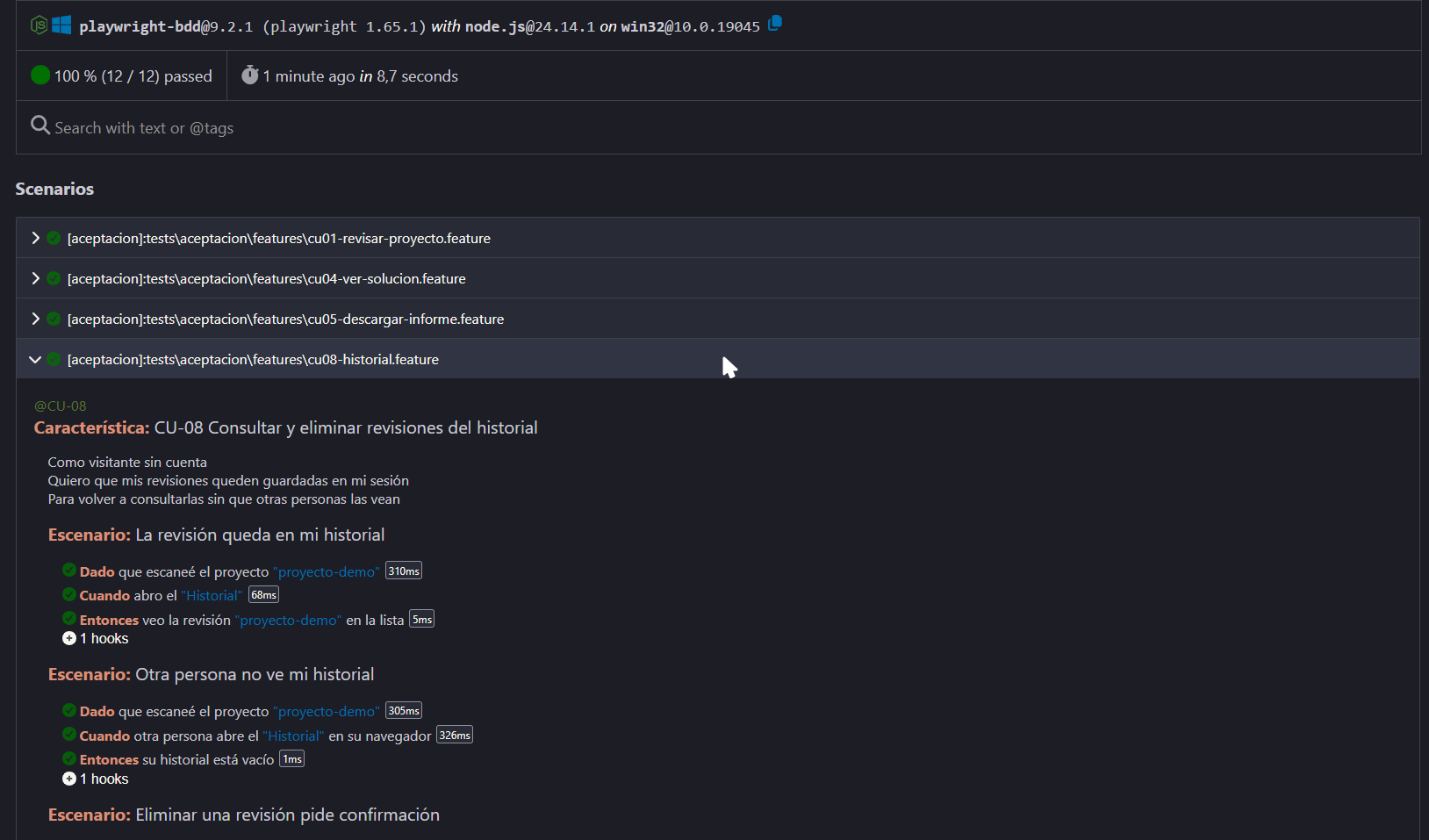 playwright-bdd@9.2.1 (playwright 1.65.1) with node.js@24.14.1 on win32@10.0.19045
100 % (12 / 12) passed
1 minute ago in 8,7 seconds
Search with text or @tags
Scenarios
[aceptacion]:tests\aceptacion\features\cu01-revisar-proyecto.feature
[aceptacion]:tests\aceptacion\features\cu04-ver-solucion.feature
[aceptacion]:tests\aceptacion\features\cu05-descargar-informe.feature
[aceptacion]:tests\aceptacion\features\cu08-historial.feature
@CU-08
Característica: CU-08 Consultar y eliminar revisiones del historial
Como visitante sin cuenta
Quiero que mis revisiones queden guardadas en mi sesión
Para volver a consultarlas sin que otras personas las vean
Escenario: La revisión queda en mi historial
Dado que escaneé el proyecto "proyecto-demo" 310ms
Cuando abro el "Historial" 68ms
Entonces veo la revisión "proyecto-demo" en la lista 5ms
1 hooks
Escenario: Otra persona no ve mi historial
Dado que escaneé el proyecto "proyecto-demo" 305ms
Cuando otra persona abre el "Historial" en su navegador 326ms
Entonces su historial está vacío 1ms
1 hooks
Escenario: Eliminar una revisión pide confirmación